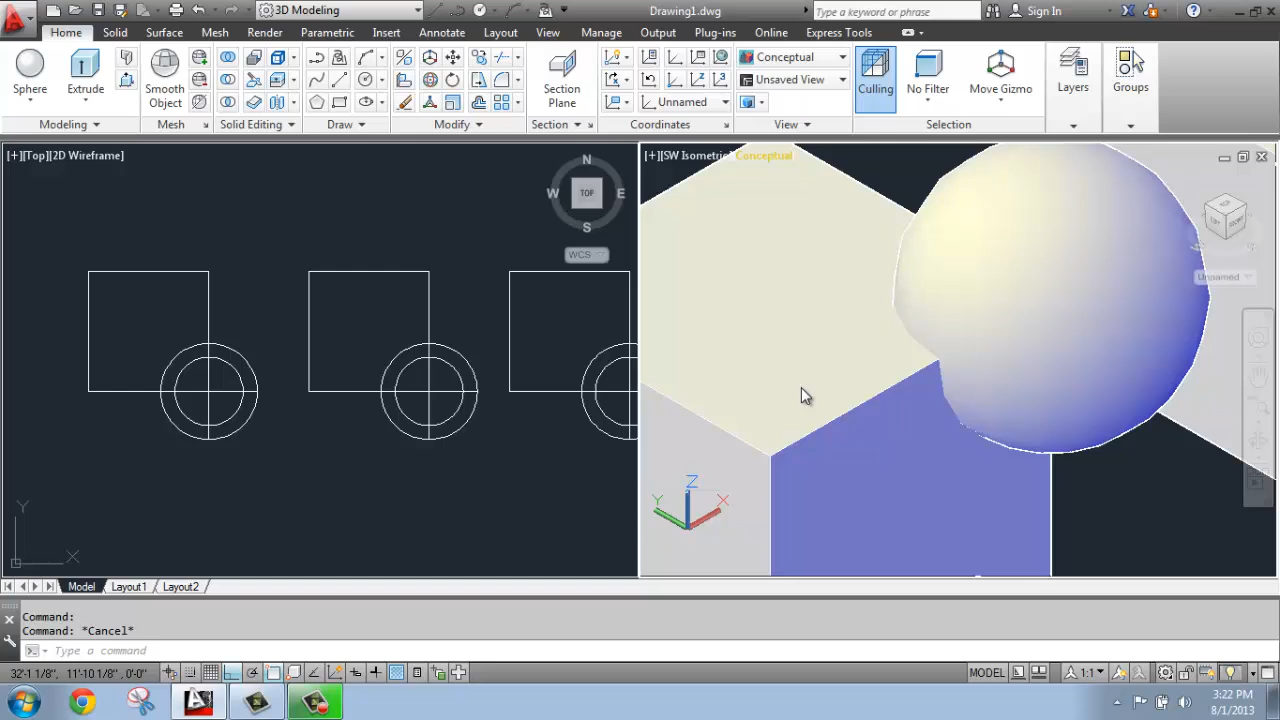 3D Modeling
Drawing1.dwg
Type a keyword or phrase
Sign In
Home Solid Surface Mesh Render Parametric Insert Annotate Layout View Manage Output Plug-ins Online Express Tools
Sphere
Extrude
Smooth
Object
Section
Plane
Unnamed
Conceptual
Unsaved View
Culling
No Filter
Move Gizmo
Layers
Groups
Modeling
Mesh
Solid Editing
Draw
Modify
Section
Coordinates
View
Selection
[+][Top][2D Wireframe]
N
W
TOP
E
S
WCS
Y
X
[+][SW Isometric
Conceptual
Unnamed
Z
Y
X
Model Layout1 Layout2
Command:
Command: *Cancel*
Type a command
32'-1 1/8", 11'-10 1/8", 0'-0"
MODEL
1:1
3:22 PM
8/1/2013